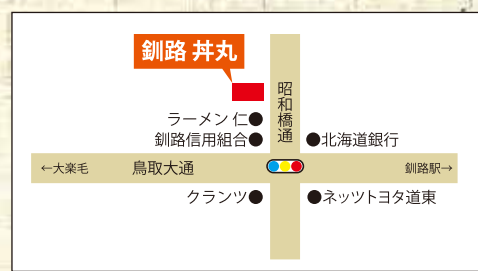 釧路 丼丸
昭和橋通
ラーメン 仁●
釧路信用組合●
●北海道銀行
←大楽毛
鳥取大通
釧路駅→
クランツ●
●ネッツトヨタ道東